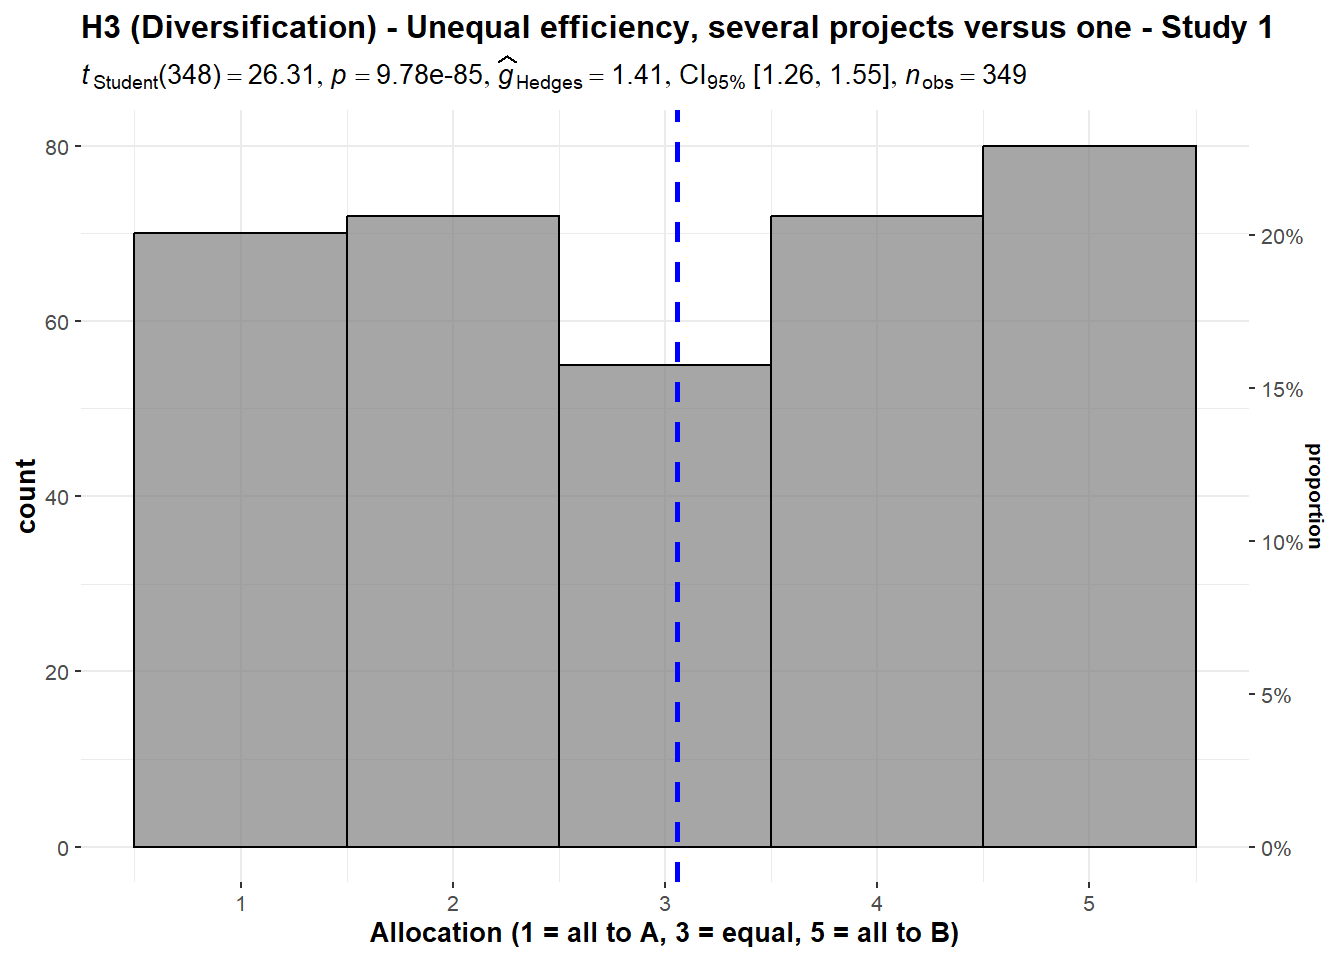 H3 (Diversification) - Unequal efficiency, several projects versus one - Study 1
t Student(348) = 26.31, p = 9.78e-85, ĝ Hedges = 1.41, CI95% [1.26, 1.55], nobs = 349
80
60
40
20
0
count
20%
15%
10%
5%
0%
proportion
1 2 3 4 5
Allocation (1 = all to A, 3 = equal, 5 = all to B)